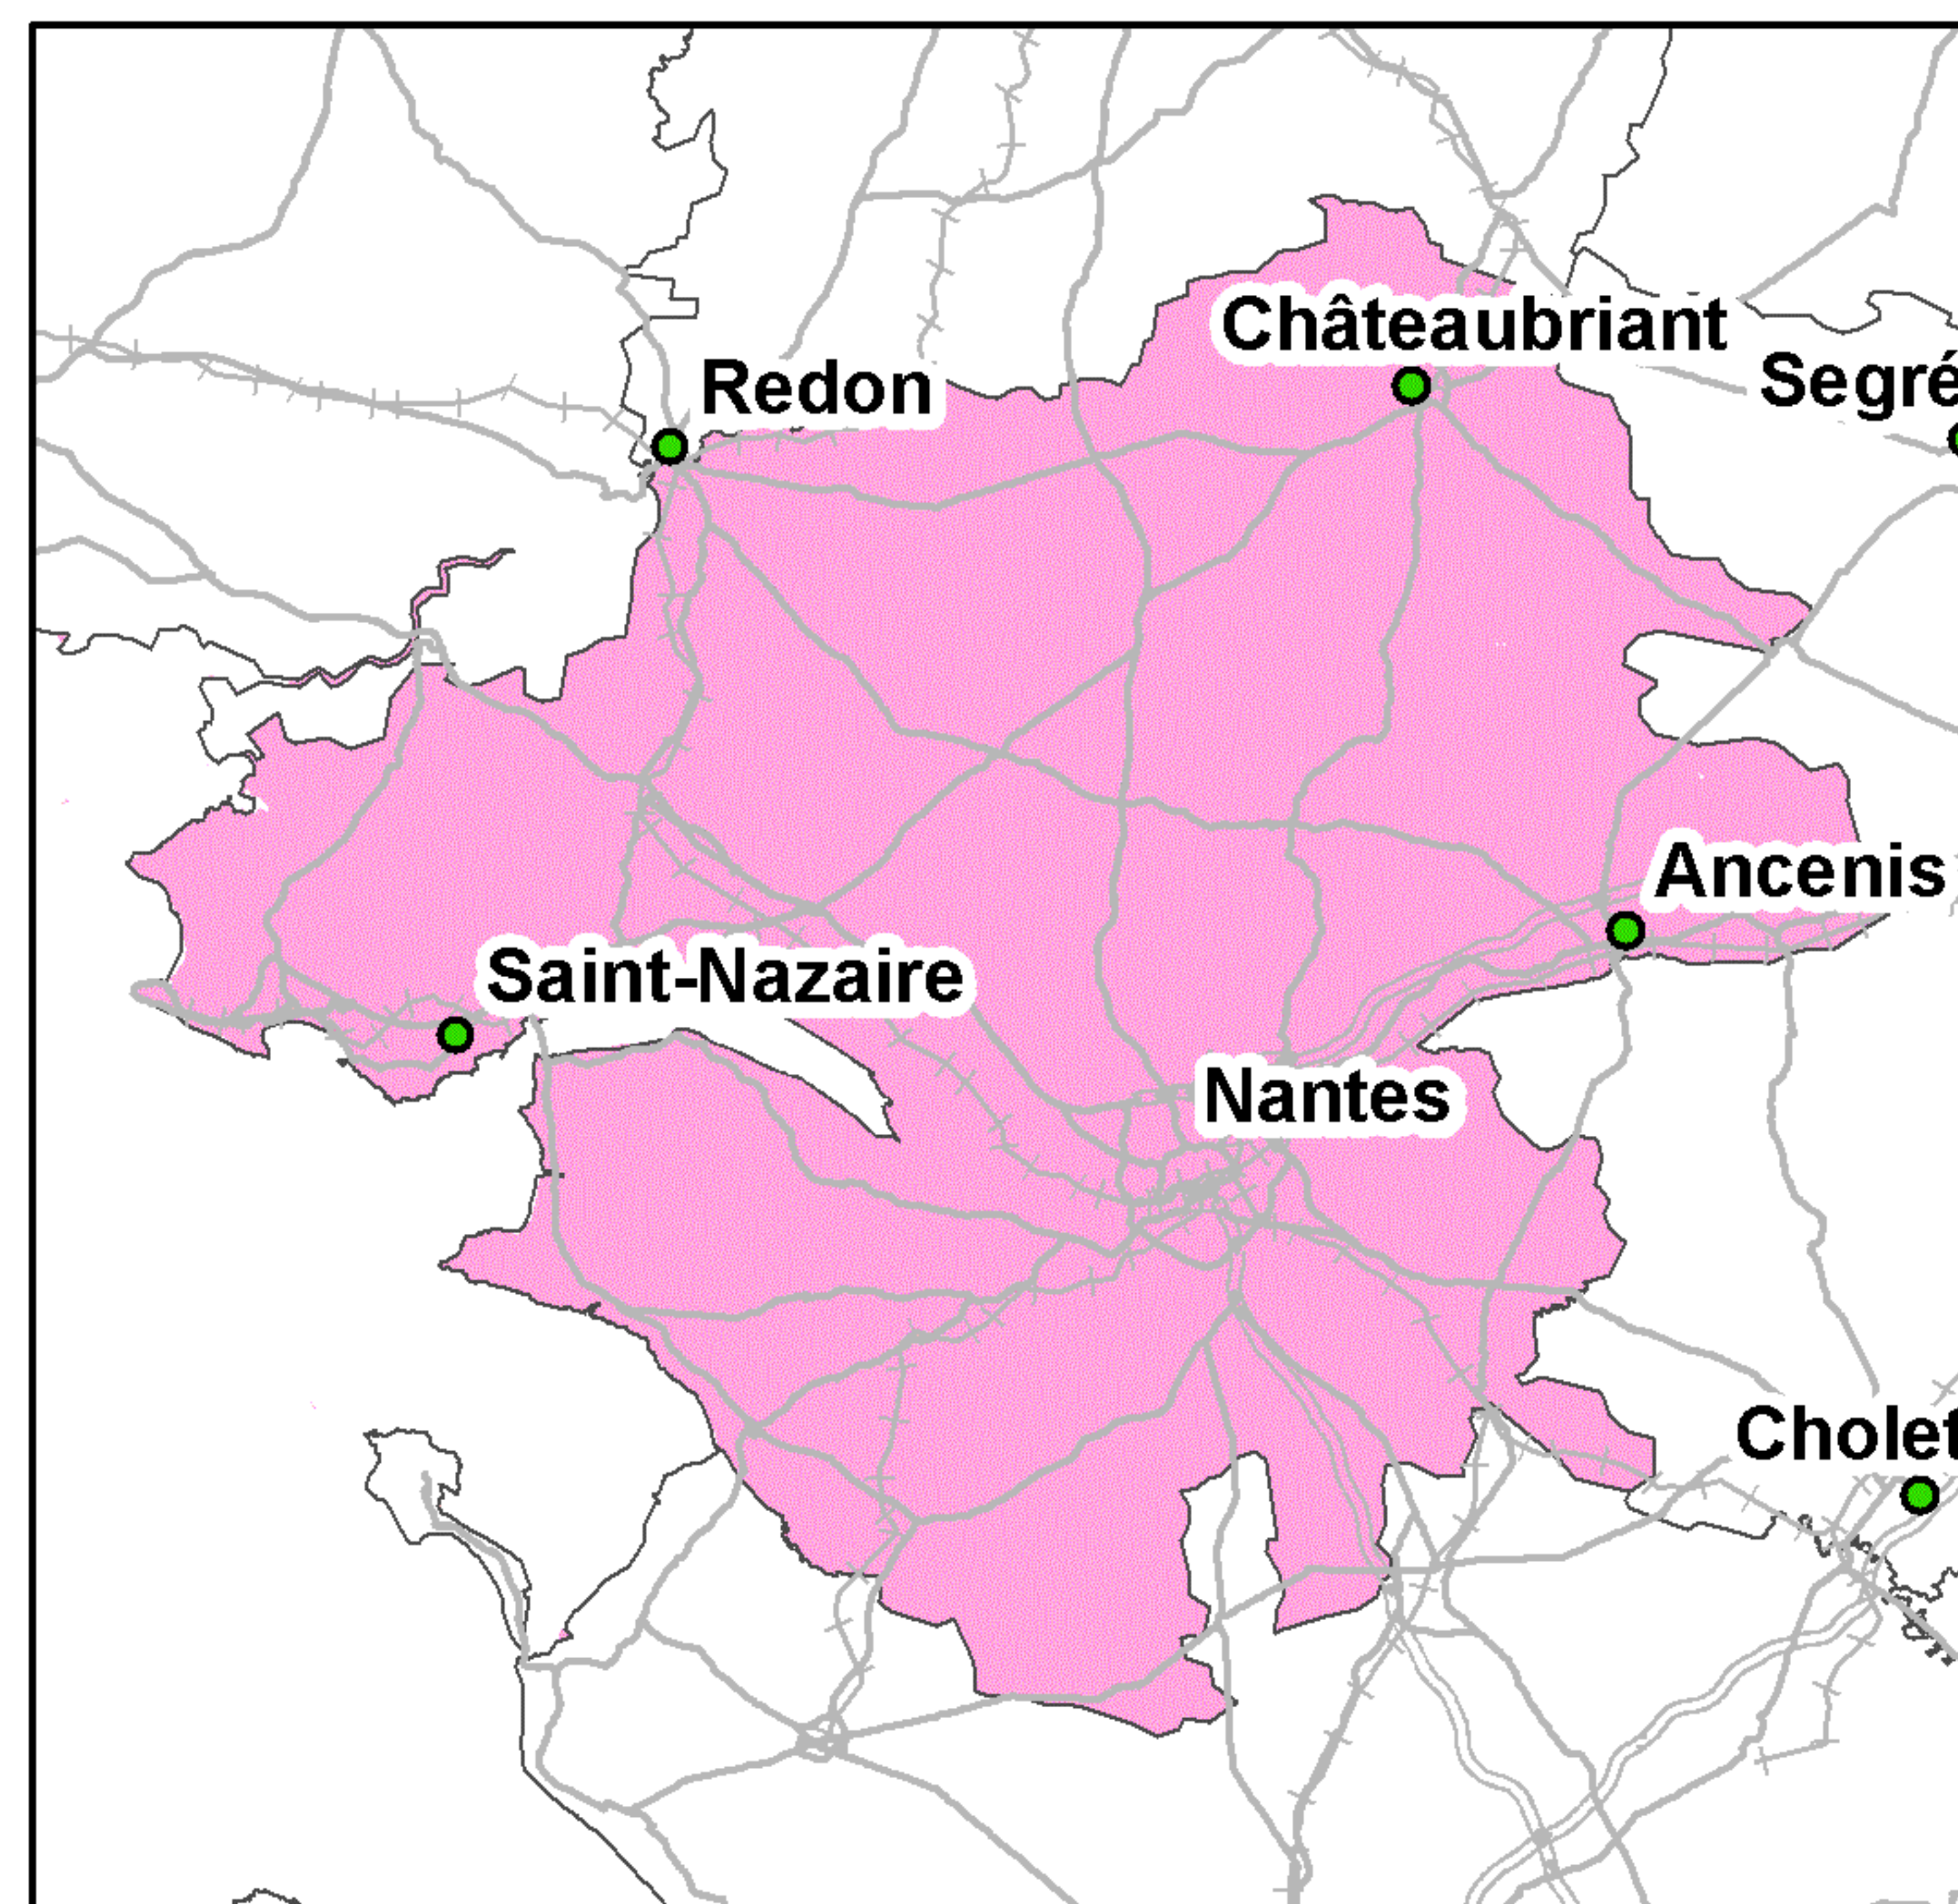 Châteaubriant
Redon
Segré
Ancenis
Saint-Nazaire
Nantes
Cholet